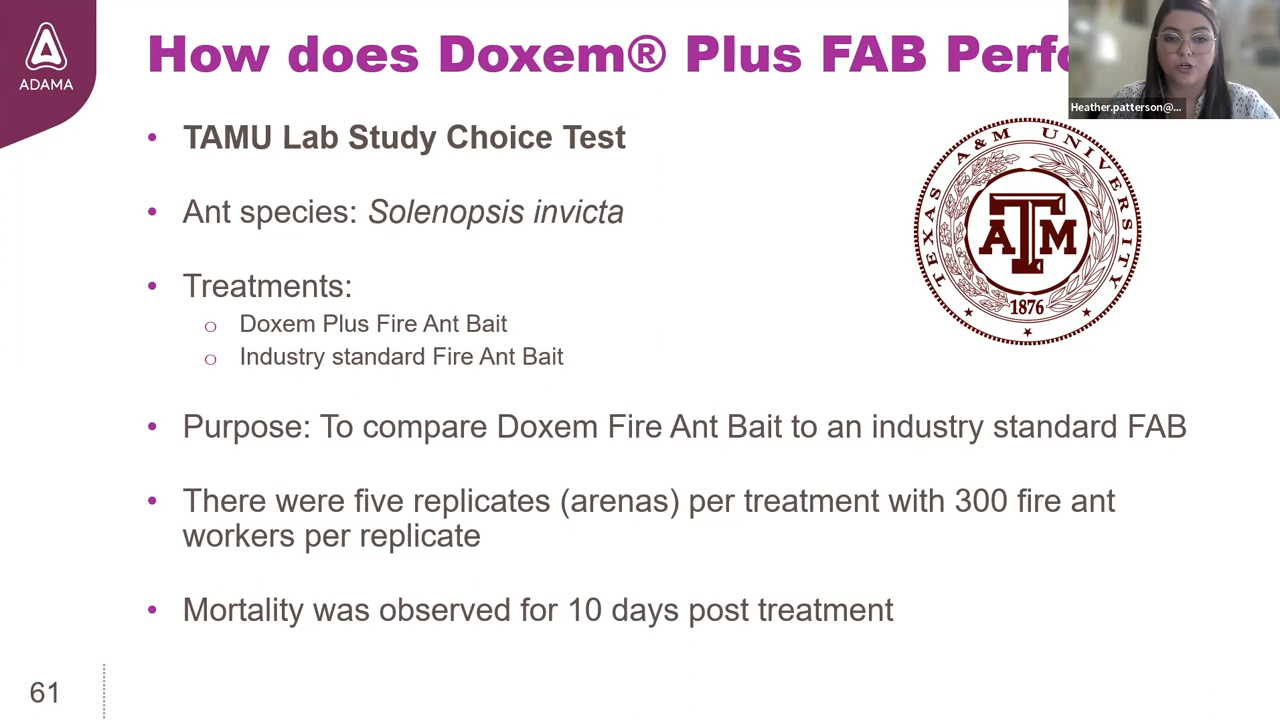 ADAMA
How does Doxem® Plus FAB Perfo
Heather.patterson@...
• TAMU Lab Study Choice Test
• Ant species: Solenopsis invicta
• Treatments:
o Doxem Plus Fire Ant Bait
o Industry standard Fire Ant Bait
TEXAS A&M UNIVERSITY
ATM
1876
• Purpose: To compare Doxem Fire Ant Bait to an industry standard FAB
• There were five replicates (arenas) per treatment with 300 fire ant
workers per replicate
• Mortality was observed for 10 days post treatment
61